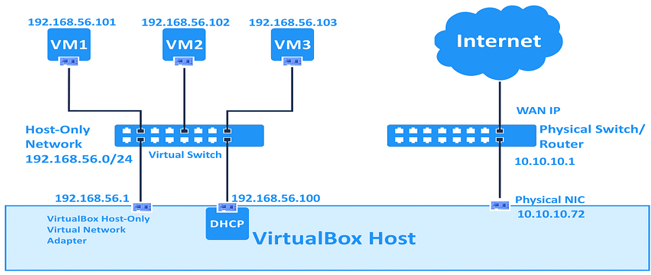 192.168.56.101
192.168.56.102
192.168.56.103
VM1
VM2
VM3
Internet
WAN IP
Host-Only
Network
192.168.56.0/24
Virtual Switch
Physical Switch/
Router
10.10.10.1
192.168.56.1
192.168.56.100
Physical NIC
10.10.10.72
VirtualBox Host-Only
Virtual Network
Adapter
DHCP
VirtualBox Host